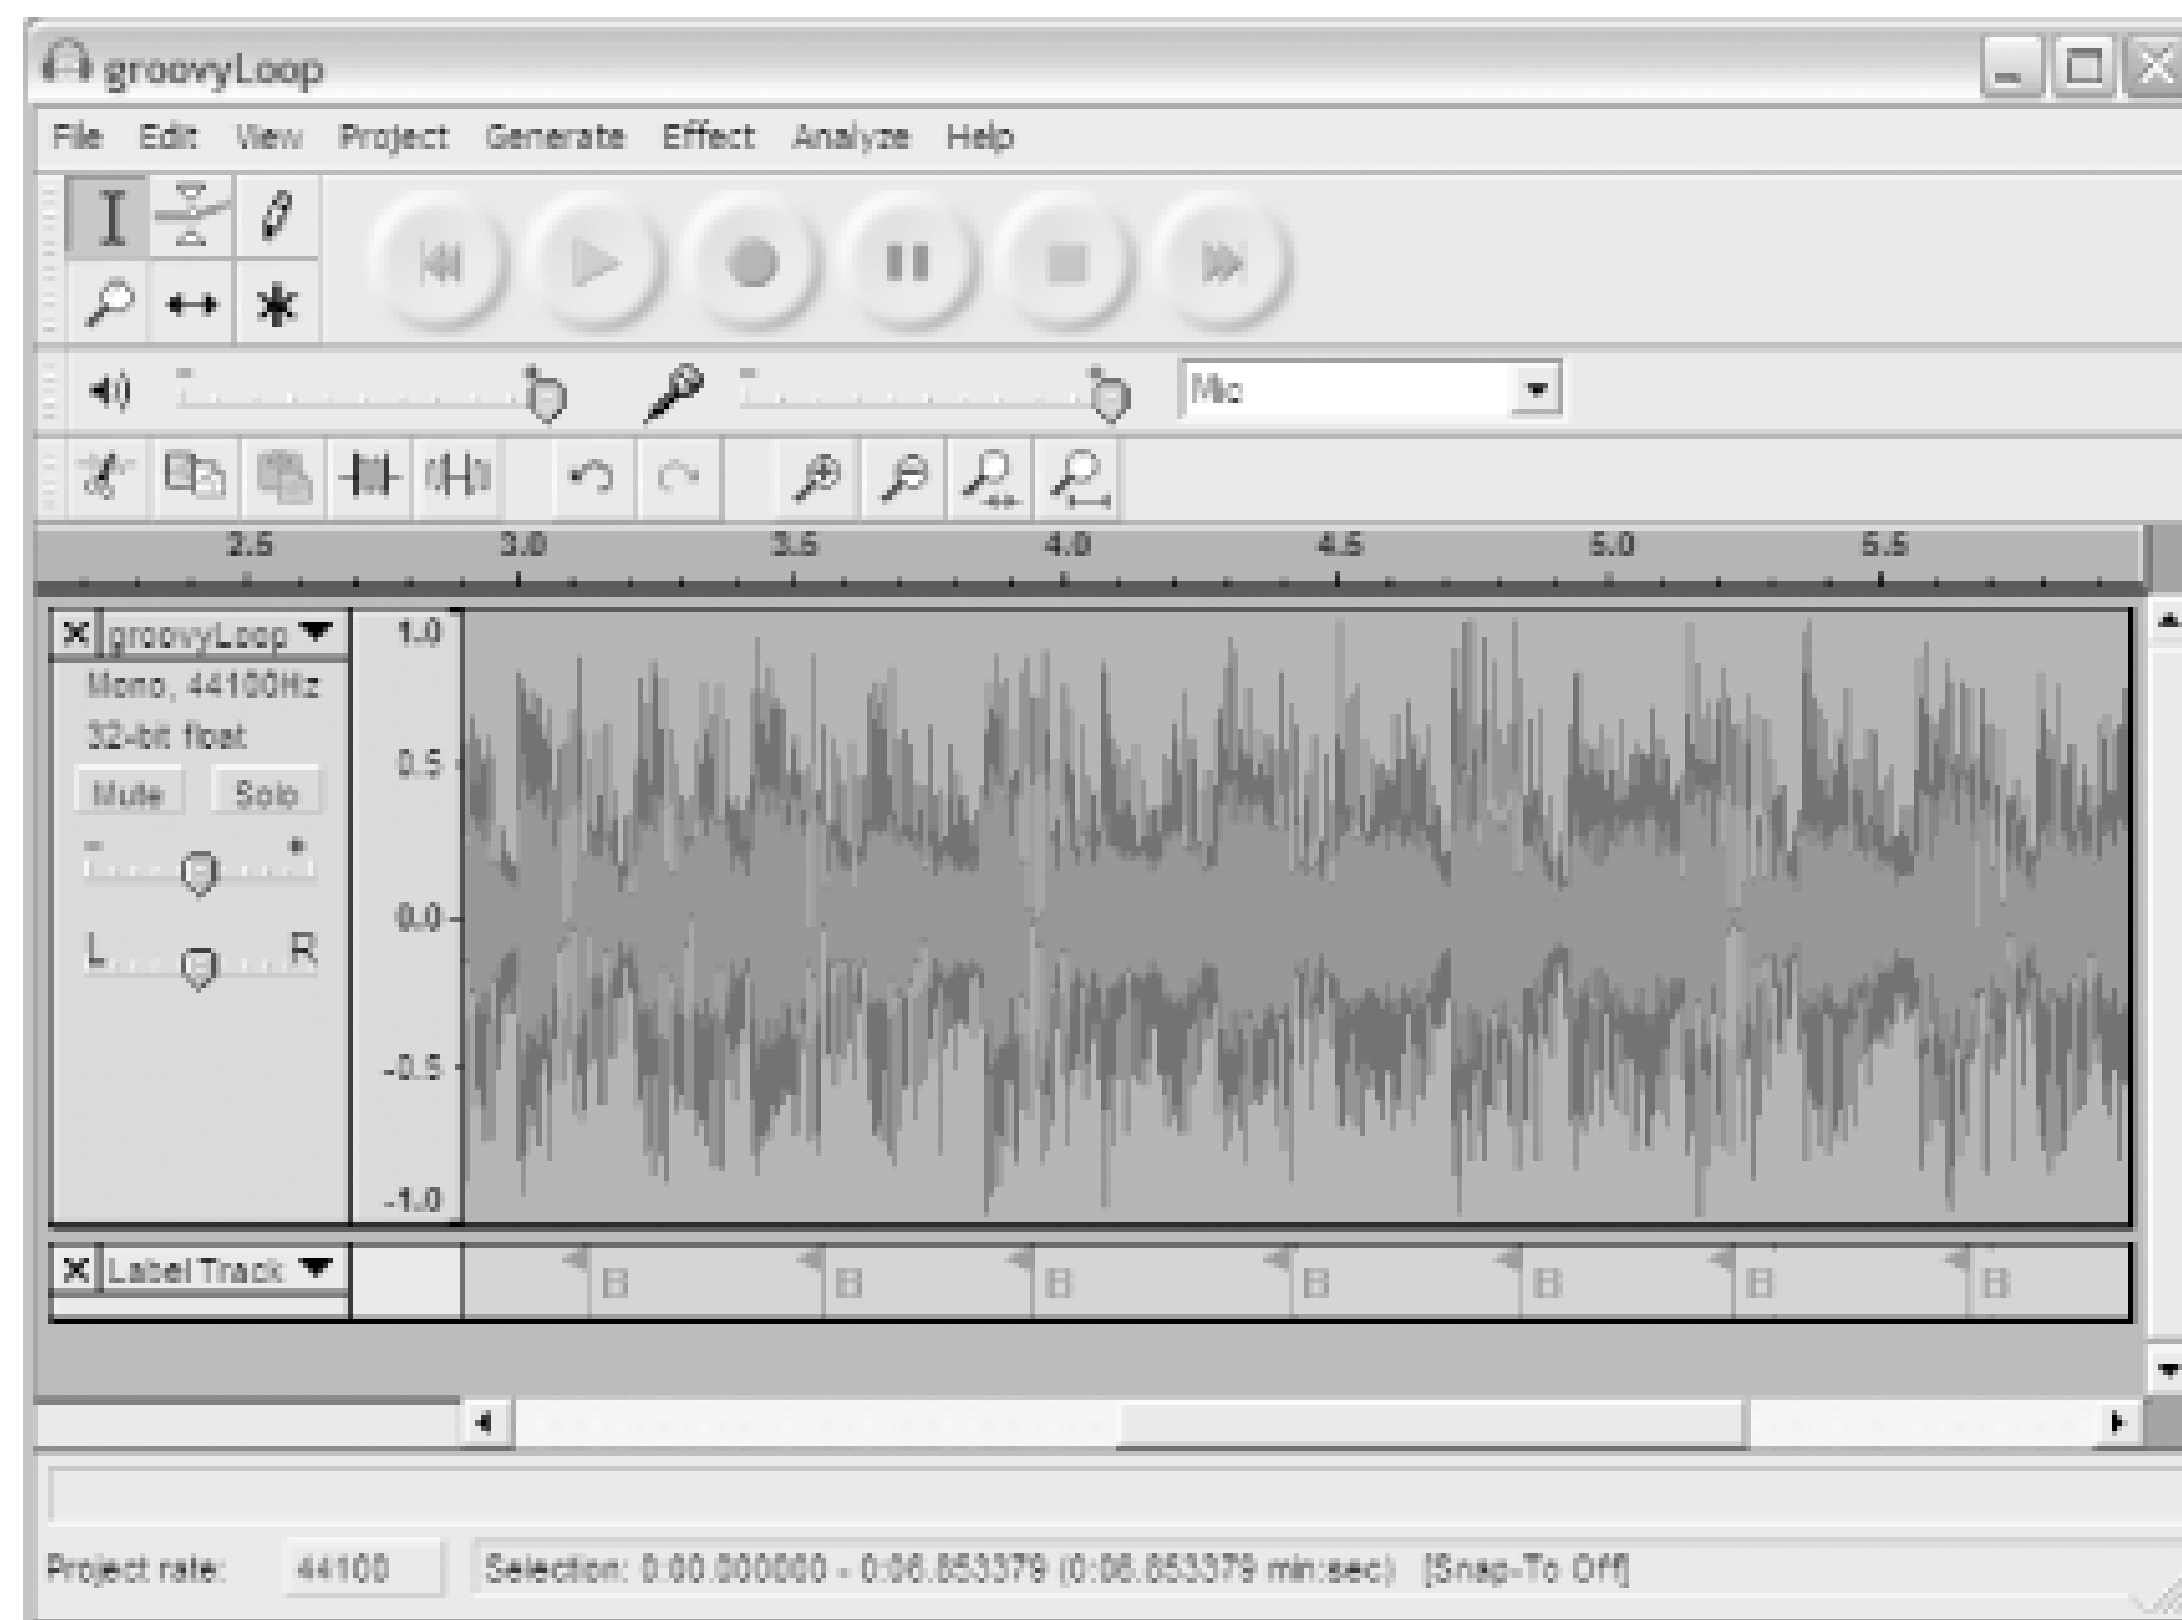 groovyLoop
File Edit View Project Generate Effect Analyze Help
Mic
2.5 3.0 3.5 4.0 4.5 5.0 5.5
groovyLoop
Mono, 44100Hz
32-bit float
Mute Solo
- +
L R
1.0
0.5
0.0
-0.5
-1.0
Label Track
B B B B B B B
Project rate: 44100 Selection: 0:00.000000 - 0:06.853379 (0:06.853379 min:sec) [Snap-To Off]